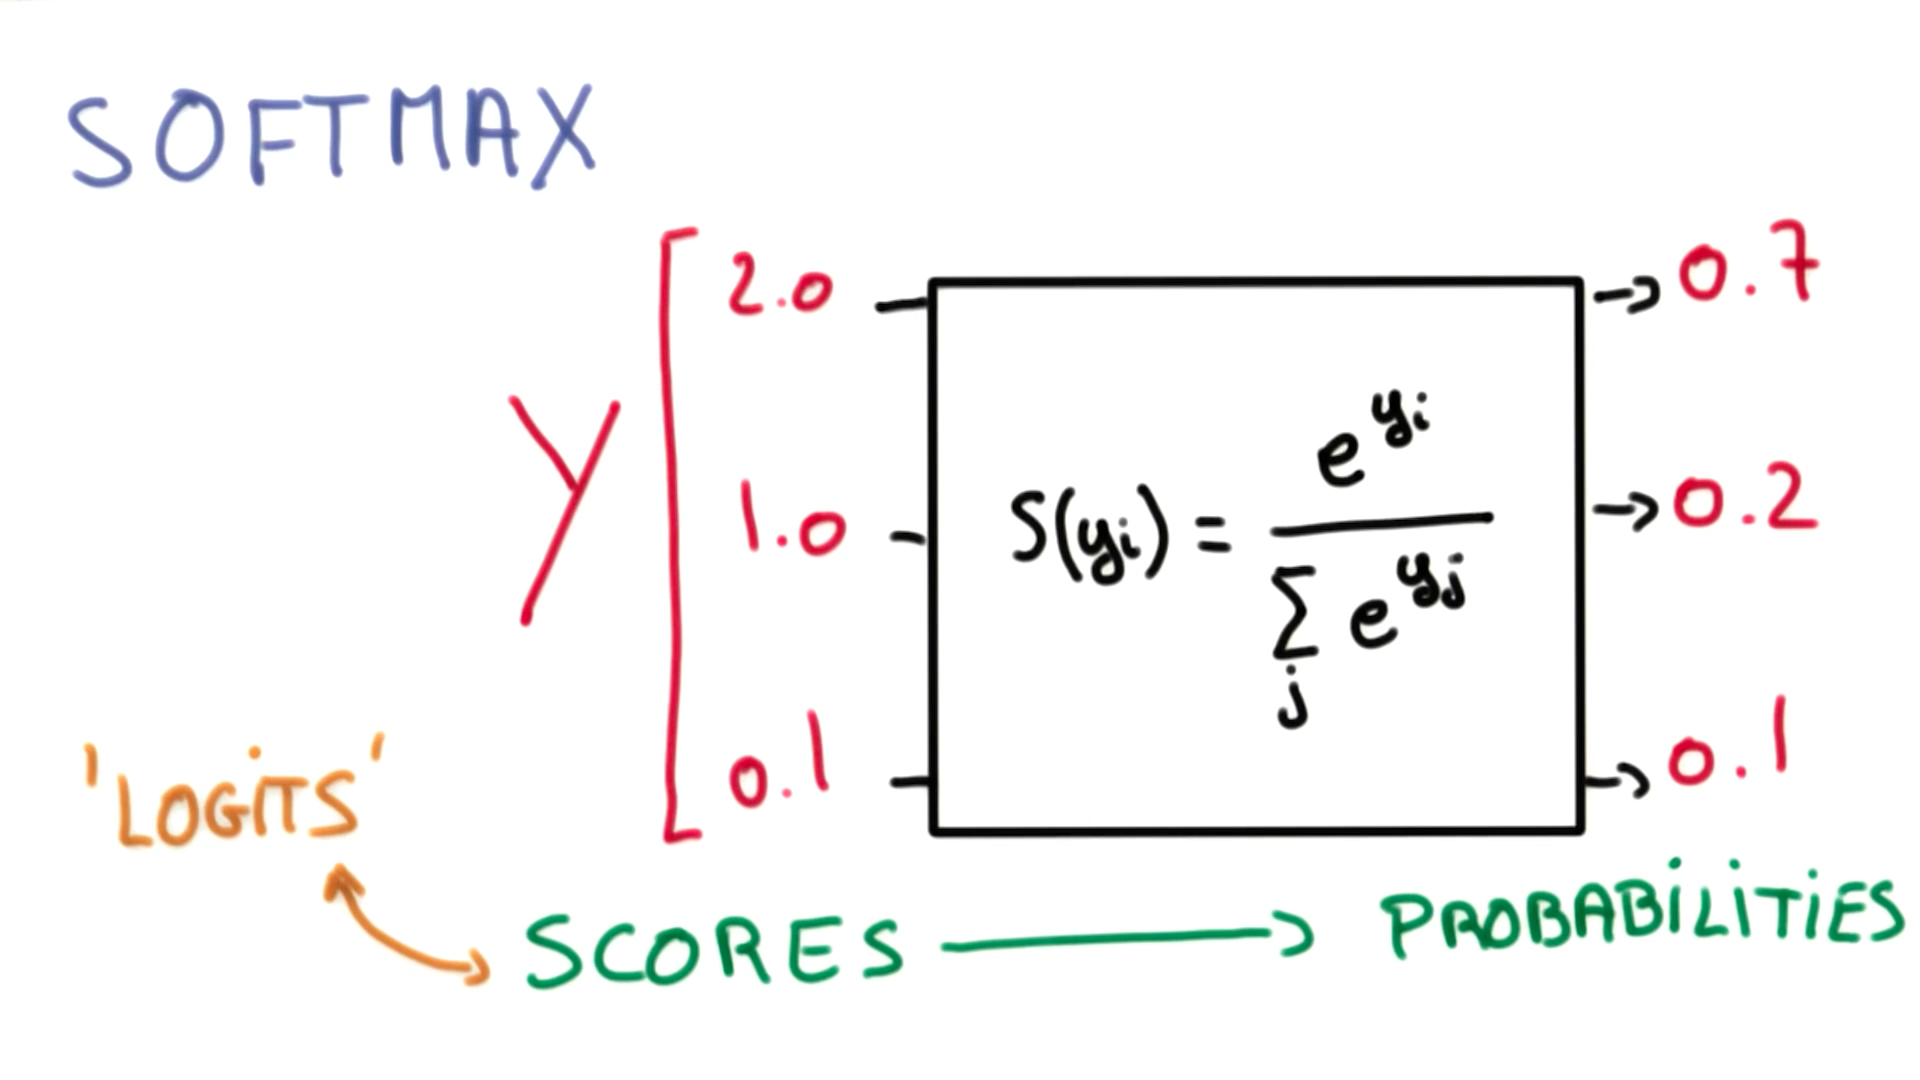 SOFTMAX
Y
2.0
1.0
0.1
S(yi) = e^yi / Σj e^yj
0.7
0.2
0.1
'LOGiTS'
SCORES → PROBABiLiTiES